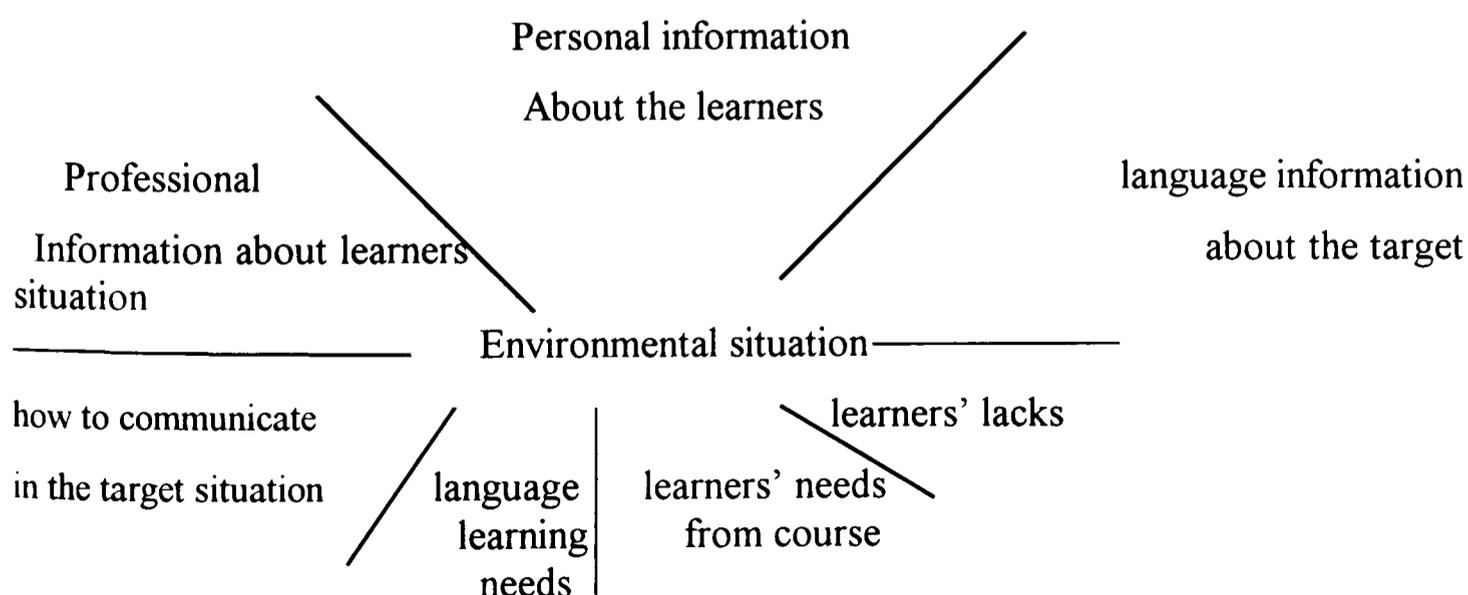 Personal information
About the learners
Professional
Information about learners
situation
language information
about the target
Environmental situation
how to communicate
in the target situation
language
learning
needs
learners' needs
from course
learners' lacks